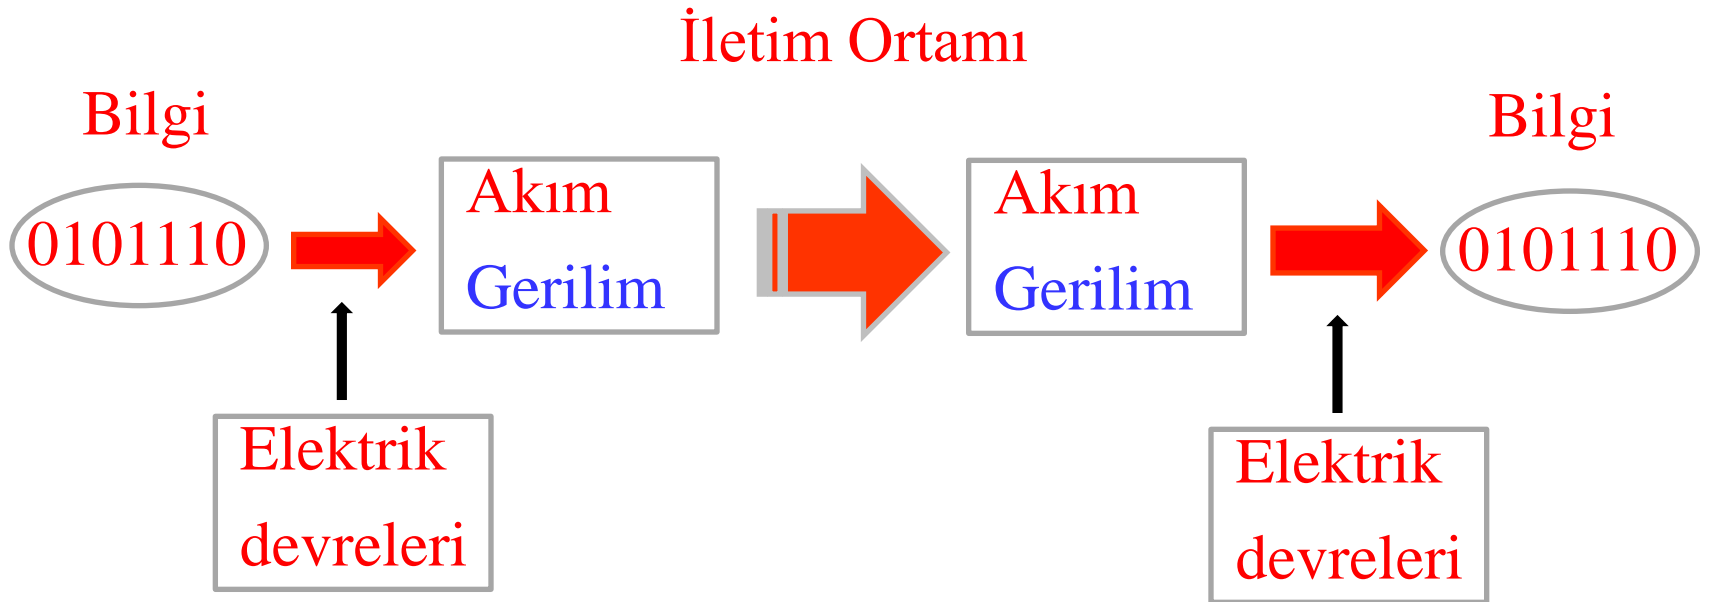 İletim Ortamı
Bilgi
Bilgi
0101110
Akım
Gerilim
Akım
Gerilim
0101110
Elektrik
devreleri
Elektrik
devreleri